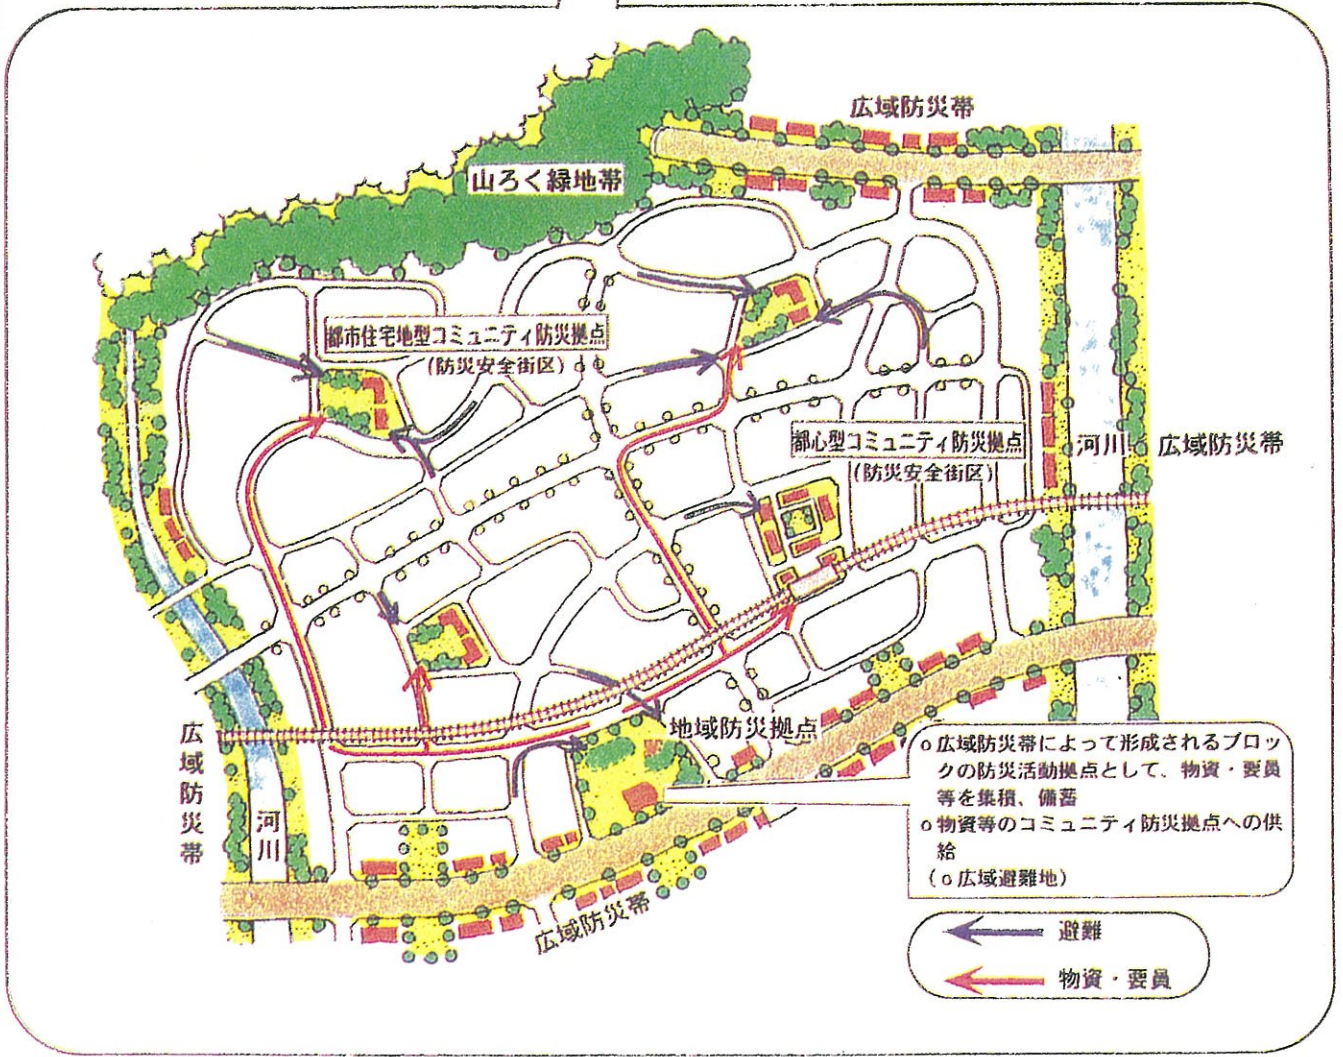 広域防災帯
山ろく緑地帯
都市住宅地型コミュニティ防災拠点
(防災安全街区)
都心型コミュニティ防災拠点
(防災安全街区)
河川
広域防災帯
地域防災拠点
広域防災帯
河川
広域防災帯
o広域防災帯によって形成されるブロッ
クの防災活動拠点として、物資・要員
等を集積、備蓄
o物資等のコミュニティ防災拠点への供
給
(o広域避難地)
避難
物資・要員